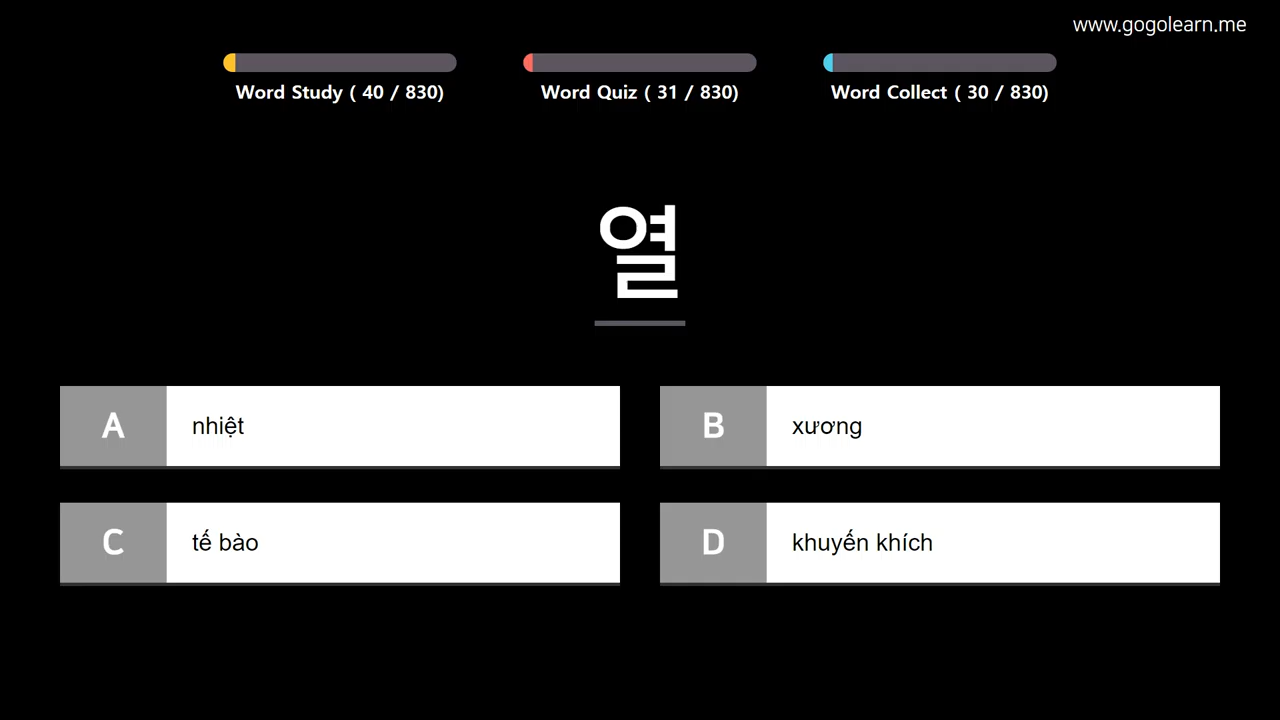 www.gogolearn.me
Word Study ( 40 / 830)
Word Quiz ( 31 / 830)
Word Collect ( 30 / 830)
열
A nhiệt
B xương
C tế bào
D khuyến khích